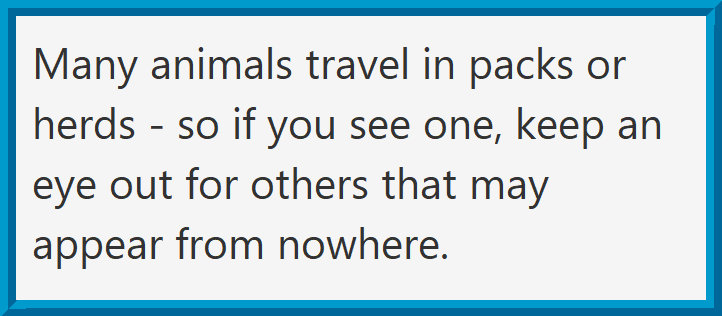 Many animals travel in packs or
herds - so if you see one, keep an
eye out for others that may
appear from nowhere.